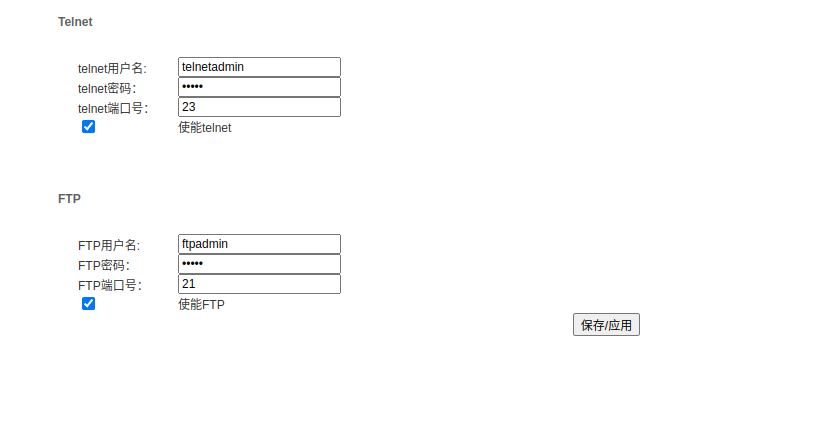 Telnet
telnet用户名: telnetadmin
telnet密码： •••••
telnet端口号： 23
使能telnet
FTP
FTP用户名: ftpadmin
FTP密码： •••••
FTP端口号： 21
使能FTP
保存/应用